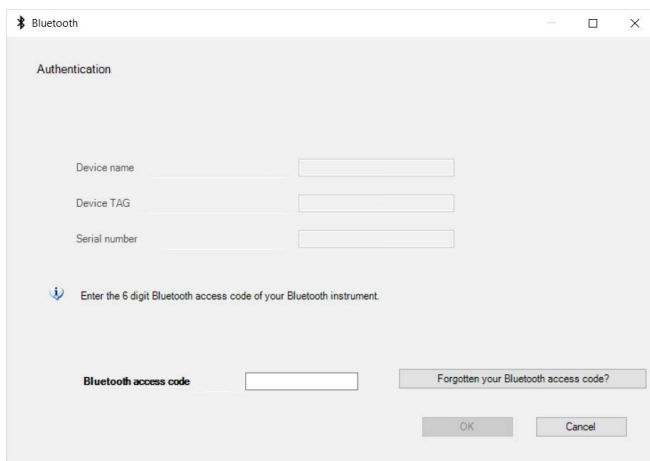 Bluetooth
Authentication
Device name
Device TAG
Serial number
Enter the 6 digit Bluetooth access code of your Bluetooth instrument.
Bluetooth access code
Forgotten your Bluetooth access code?
OK
Cancel